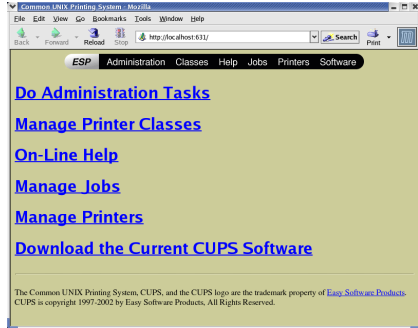 Common UNIX Printing System - Mozilla
File Edit View Go Bookmarks Tools Window Help
Back Forward Reload Stop http://localhost:631/ Search Print
ESP Administration Classes Help Jobs Printers Software
Do Administration Tasks
Manage Printer Classes
On-Line Help
Manage Jobs
Manage Printers
Download the Current CUPS Software
The Common UNIX Printing System, CUPS, and the CUPS logo are the trademark property of Easy Software Products.
CUPS is copyright 1997-2002 by Easy Software Products, All Rights Reserved.